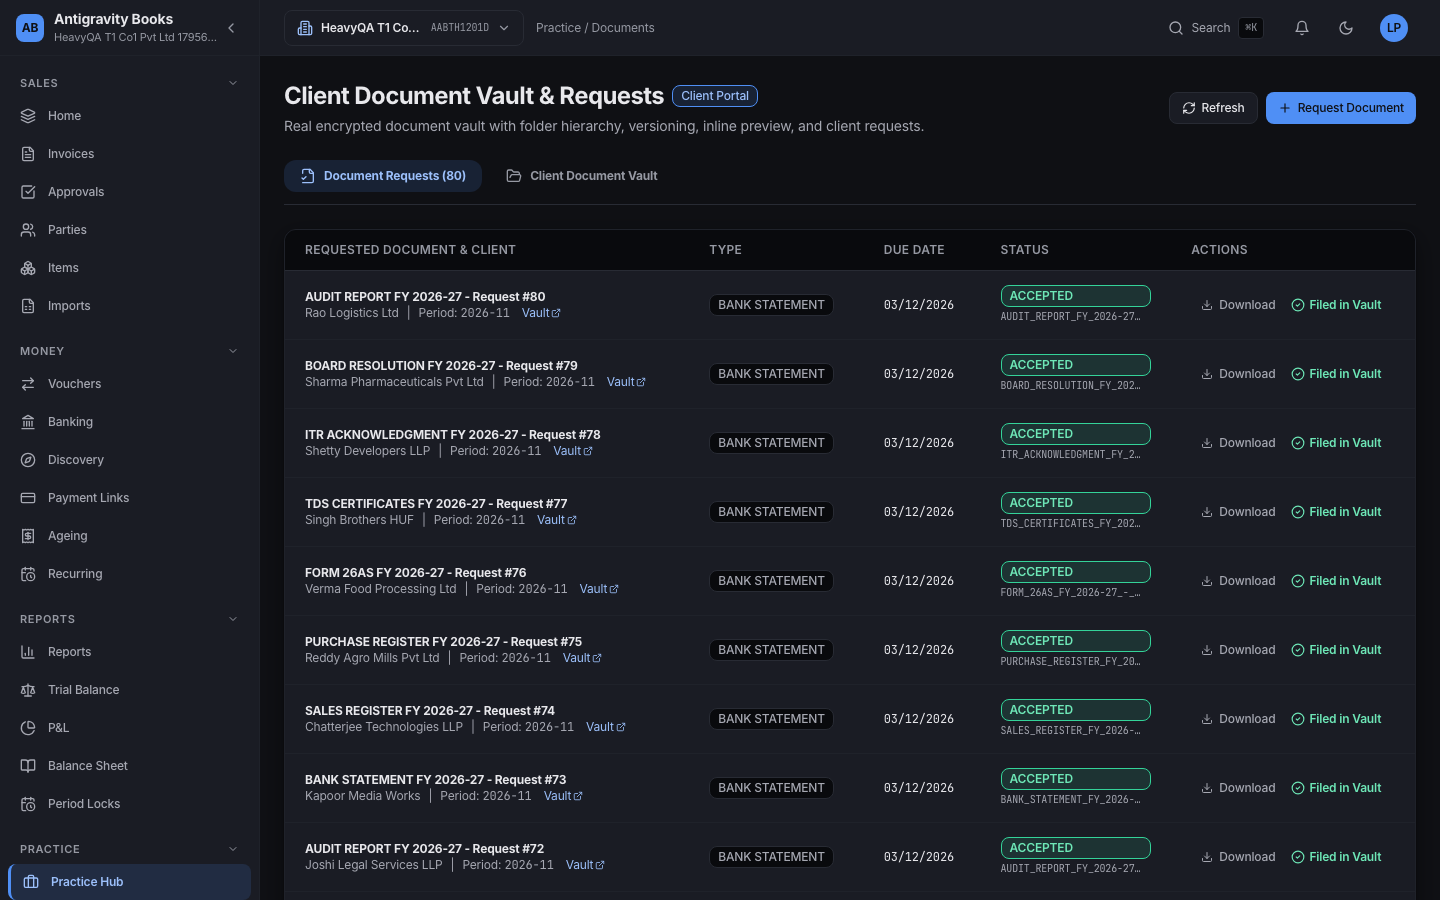 AB
Antigravity Books
HeavyQA T1 Co1 Pvt Ltd 17956...
HeavyQA T1 Co... AABTH1201D
Practice / Documents
Search ⌘K
LP
SALES
Home
Invoices
Approvals
Parties
Items
Imports
MONEY
Vouchers
Banking
Discovery
Payment Links
Ageing
Recurring
REPORTS
Reports
Trial Balance
P&L
Balance Sheet
Period Locks
PRACTICE
Practice Hub
Client Document Vault & Requests Client Portal
Real encrypted document vault with folder hierarchy, versioning, inline preview, and client requests.
Refresh
Request Document
Document Requests (80)
Client Document Vault
REQUESTED DOCUMENT & CLIENT TYPE DUE DATE STATUS ACTIONS
AUDIT REPORT FY 2026-27 - Request #80
Rao Logistics Ltd | Period: 2026-11 Vault
BANK STATEMENT
03/12/2026
ACCEPTED
AUDIT_REPORT_FY_2026-27…
Download Filed in Vault
BOARD RESOLUTION FY 2026-27 - Request #79
Sharma Pharmaceuticals Pvt Ltd | Period: 2026-11 Vault
BANK STATEMENT
03/12/2026
ACCEPTED
BOARD_RESOLUTION_FY_202…
Download Filed in Vault
ITR ACKNOWLEDGMENT FY 2026-27 - Request #78
Shetty Developers LLP | Period: 2026-11 Vault
BANK STATEMENT
03/12/2026
ACCEPTED
ITR_ACKNOWLEDGMENT_FY_2…
Download Filed in Vault
TDS CERTIFICATES FY 2026-27 - Request #77
Singh Brothers HUF | Period: 2026-11 Vault
BANK STATEMENT
03/12/2026
ACCEPTED
TDS_CERTIFICATES_FY_202…
Download Filed in Vault
FORM 26AS FY 2026-27 - Request #76
Verma Food Processing Ltd | Period: 2026-11 Vault
BANK STATEMENT
03/12/2026
ACCEPTED
FORM_26AS_FY_2026-27_-_…
Download Filed in Vault
PURCHASE REGISTER FY 2026-27 - Request #75
Reddy Agro Mills Pvt Ltd | Period: 2026-11 Vault
BANK STATEMENT
03/12/2026
ACCEPTED
PURCHASE_REGISTER_FY_20…
Download Filed in Vault
SALES REGISTER FY 2026-27 - Request #74
Chatterjee Technologies LLP | Period: 2026-11 Vault
BANK STATEMENT
03/12/2026
ACCEPTED
SALES_REGISTER_FY_2026-…
Download Filed in Vault
BANK STATEMENT FY 2026-27 - Request #73
Kapoor Media Works | Period: 2026-11 Vault
BANK STATEMENT
03/12/2026
ACCEPTED
BANK_STATEMENT_FY_2026-…
Download Filed in Vault
AUDIT REPORT FY 2026-27 - Request #72
Joshi Legal Services LLP | Period: 2026-11 Vault
BANK STATEMENT
03/12/2026
ACCEPTED
AUDIT_REPORT_FY_2026-27…
Download Filed in Vault